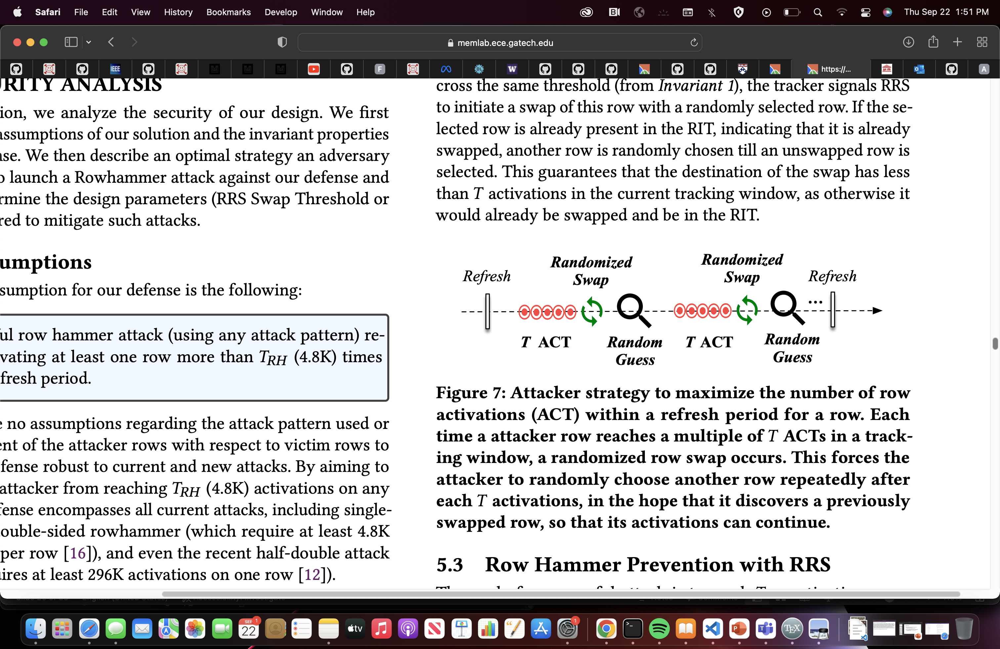 Safari File Edit View History Bookmarks Develop Window Help Thu Sep 22 1:51 PM
memlab.ece.gatech.edu
IEEE F DL W https://... A
RITY ANALYSIS
ion, we analyze the security of our design. We first
assumptions of our solution and the invariant properties
nse. We then describe an optimal strategy an adversary
o launch a Rowhammer attack against our defense and
rmine the design parameters (RRS Swap Threshold or
red to mitigate such attacks.
umptions
sumption for our defense is the following:
ful row hammer attack (using any attack pattern) re-
vating at least one row more than TRH (4.8K) times
fresh period.
e no assumptions regarding the attack pattern used or
ent of the attacker rows with respect to victim rows to
fense robust to current and new attacks. By aiming to
attacker from reaching TRH (4.8K) activations on any
fense encompasses all current attacks, including single-
ouble-sided rowhammer (which require at least 4.8K
per row [16]), and even the recent half-double attack
ires at least 296K activations on one row [12]).
cross the same threshold (from Invariant 1), the tracker signals RRS
to initiate a swap of this row with a randomly selected row. If the se-
lected row is already present in the RIT, indicating that it is already
swapped, another row is randomly chosen till an unswapped row is
selected. This guarantees that the destination of the swap has less
than T activations in the current tracking window, as otherwise it
would already be swapped and be in the RIT.
Randomized Randomized
Refresh Swap Swap Refresh
...
T ACT Random T ACT Random
Guess Guess
Figure 7: Attacker strategy to maximize the number of row
activations (ACT) within a refresh period for a row. Each
time a attacker row reaches a multiple of T ACTs in a track-
ing window, a randomized row swap occurs. This forces the
attacker to randomly choose another row repeatedly after
each T activations, in the hope that it discovers a previously
swapped row, so that its activations can continue.
5.3 Row Hammer Prevention with RRS
SEP 22 1 tv 1 P T TEX